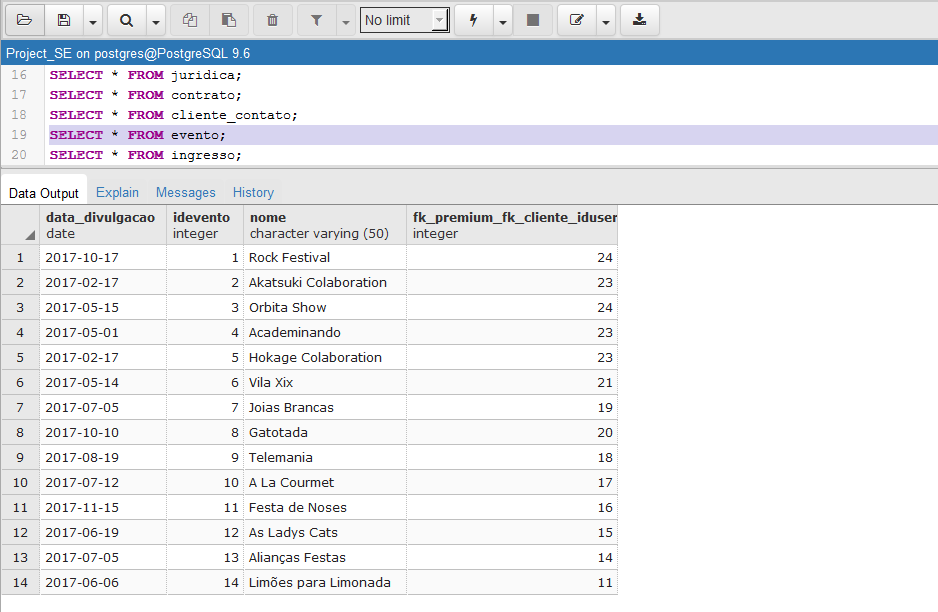 No limit
Project_SE on postgres@PostgreSQL 9.6
16 SELECT * FROM juridica;
17 SELECT * FROM contrato;
18 SELECT * FROM cliente_contato;
19 SELECT * FROM evento;
20 SELECT * FROM ingresso;
Data Output Explain Messages History
data_divulgacao idevento nome fk_premium_fk_cliente_iduser
date integer character varying (50) integer
1 2017-10-17 1 Rock Festival 24
2 2017-02-17 2 Akatsuki Colaboration 23
3 2017-05-15 3 Orbita Show 24
4 2017-05-01 4 Academinando 23
5 2017-02-17 5 Hokage Colaboration 23
6 2017-05-14 6 Vila Xix 21
7 2017-07-05 7 Joias Brancas 19
8 2017-10-10 8 Gatotada 20
9 2017-08-19 9 Telemania 18
10 2017-07-12 10 A La Courmet 17
11 2017-11-15 11 Festa de Noses 16
12 2017-06-19 12 As Ladys Cats 15
13 2017-07-05 13 Alianças Festas 14
14 2017-06-06 14 Limões para Limonada 11